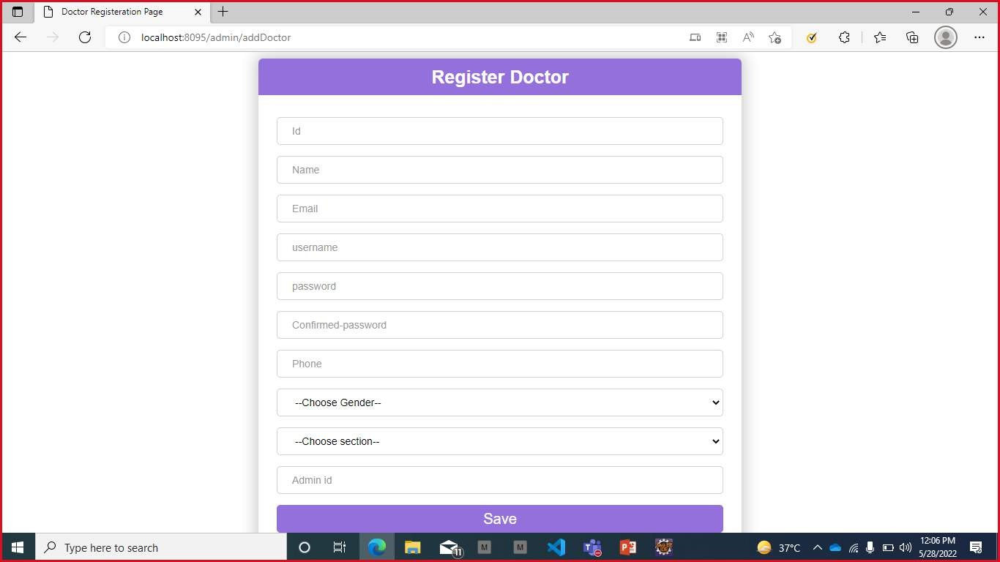 Doctor Registeration Page
localhost:8095/admin/addDoctor
Register Doctor
Id
Name
Email
username
password
Confirmed-password
Phone
--Choose Gender--
--Choose section--
Admin id
Save
Type here to search
11
M
M
37°C
12:06 PM
5/28/2022